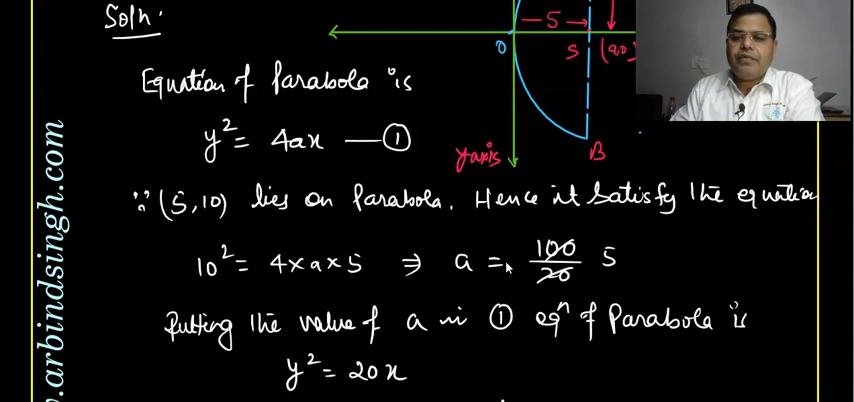 Soln.
5
O
S (a,0)
Equation of Parabola is
y² = 4ax — ①
y axis
B
∵ (5,10) lies on Parabola. Hence it satisfy the equation
10² = 4×a×5 ⇒ a = 100/20 5
Putting the value of a in ① eqⁿ of Parabola is
y² = 20x
.arbindsingh.com